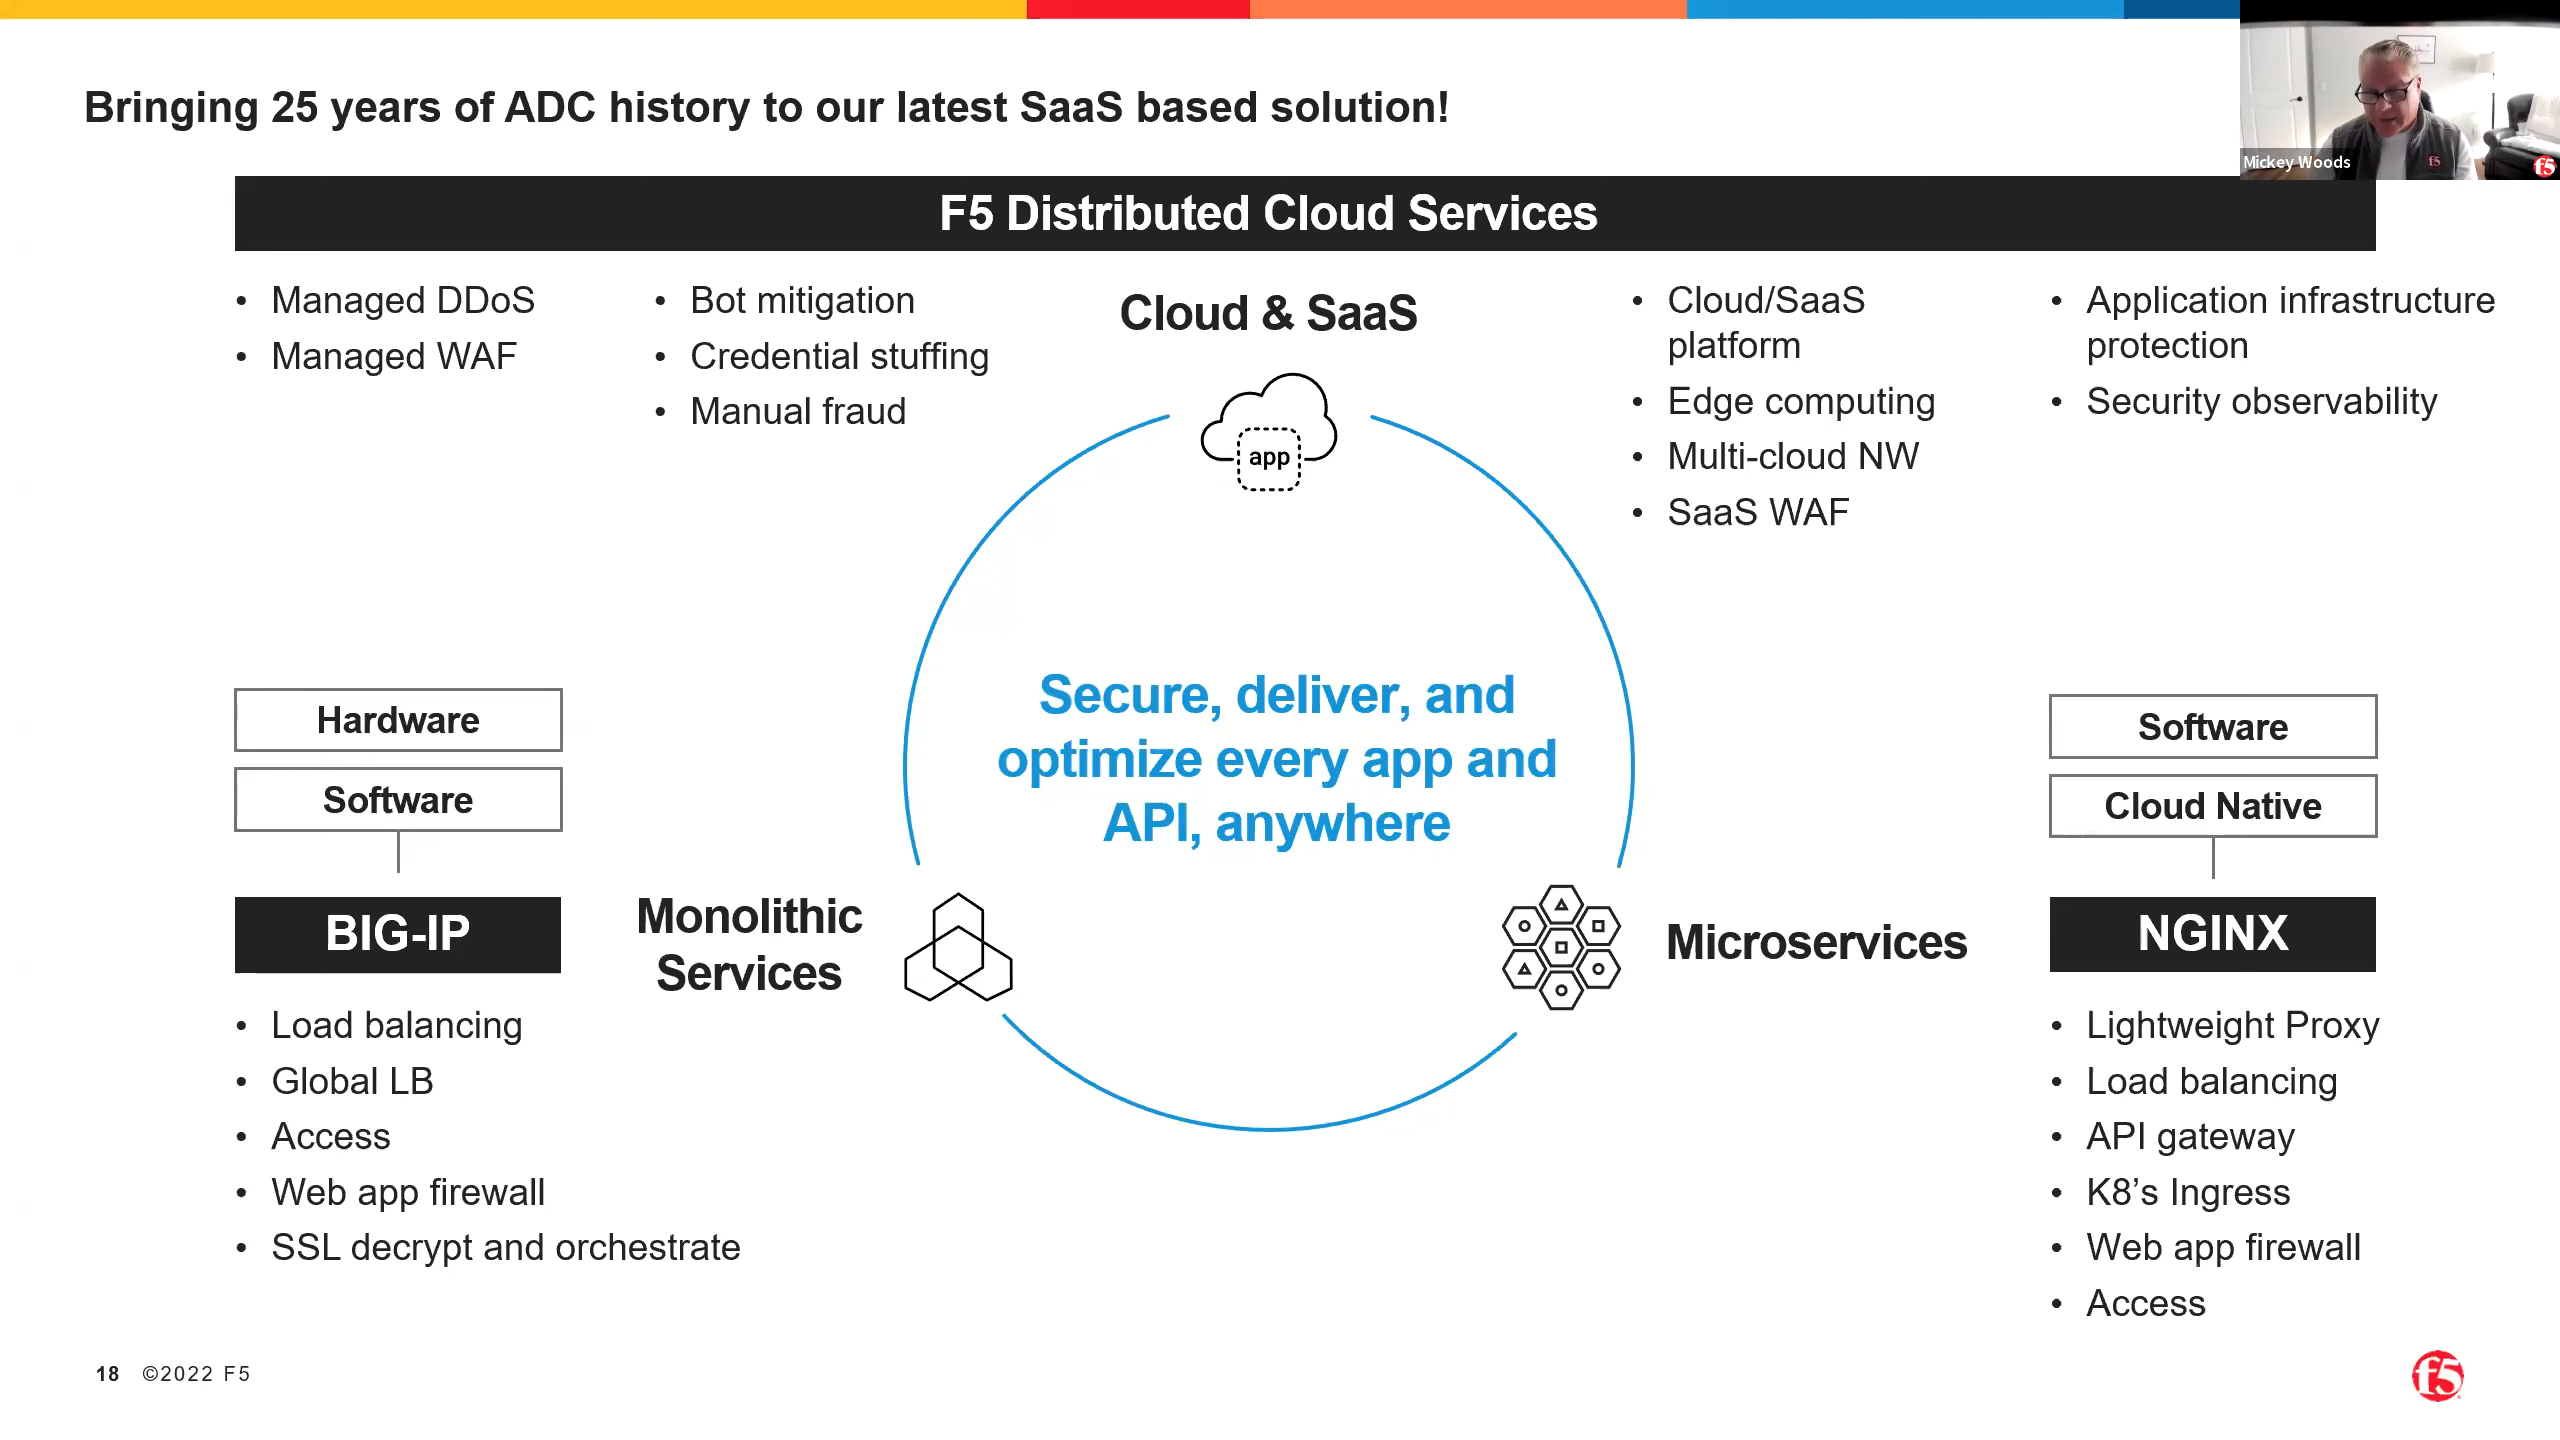 Bringing 25 years of ADC history to our latest SaaS based solution!
Mickey Woods
f5
f5
F5 Distributed Cloud Services
• Managed DDoS
• Managed WAF
• Bot mitigation
• Credential stuffing
• Manual fraud
Cloud & SaaS
app
• Cloud/SaaS
platform
• Edge computing
• Multi-cloud NW
• SaaS WAF
• Application infrastructure
protection
• Security observability
Secure, deliver, and
optimize every app and
API, anywhere
Hardware
Software
BIG-IP
Monolithic
Services
• Load balancing
• Global LB
• Access
• Web app firewall
• SSL decrypt and orchestrate
Microservices
Software
Cloud Native
NGINX
• Lightweight Proxy
• Load balancing
• API gateway
• K8’s Ingress
• Web app firewall
• Access
18 ©2022 F5
f5